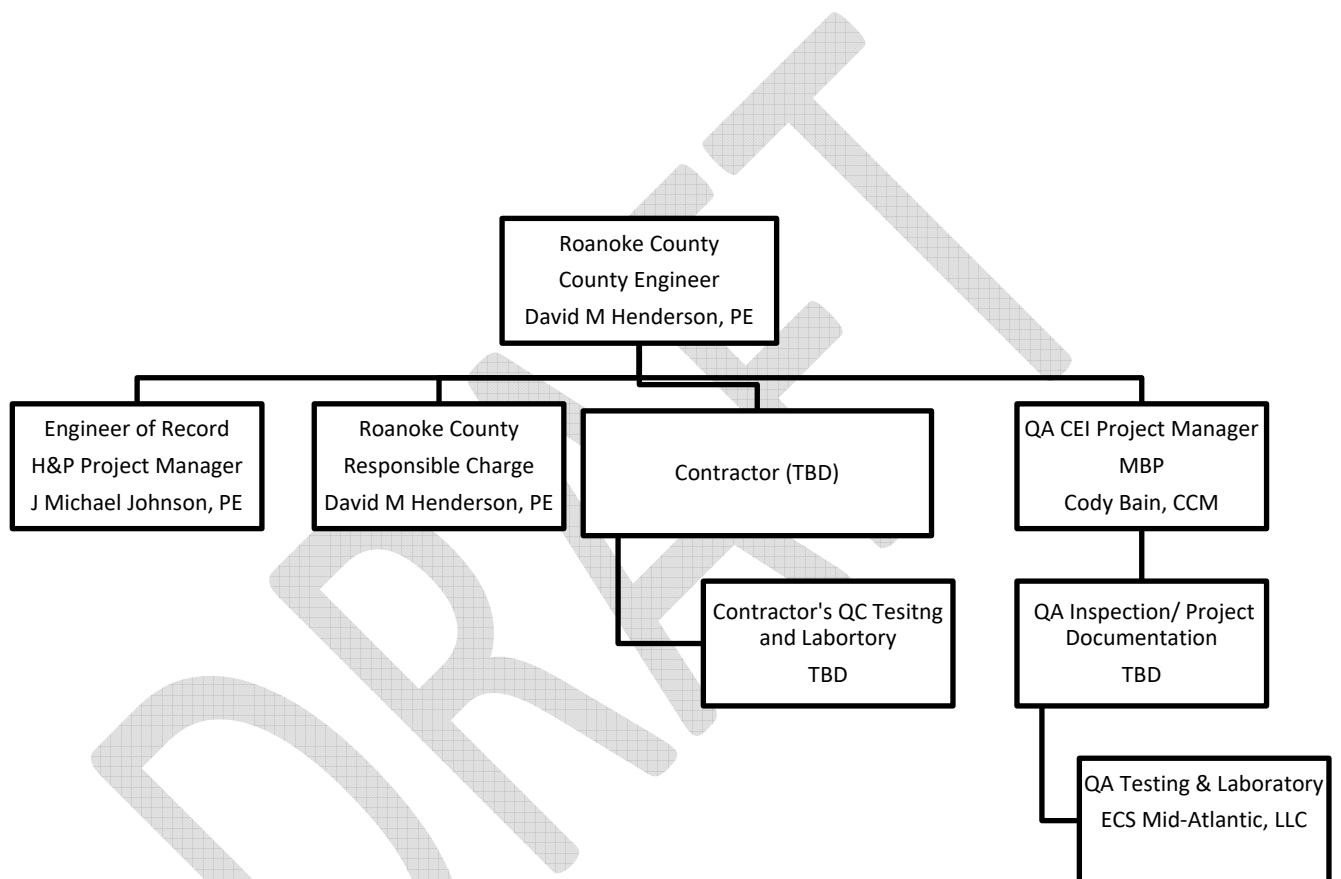 DRAFT
Roanoke County
County Engineer
David M Henderson, PE
Engineer of Record
H&P Project Manager
J Michael Johnson, PE
Roanoke County
Responsible Charge
David M Henderson, PE
Contractor (TBD)
QA CEI Project Manager
MBP
Cody Bain, CCM
Contractor's QC Tesitng
and Labortory
TBD
QA Inspection/ Project
Documentation
TBD
QA Testing & Laboratory
ECS Mid-Atlantic, LLC